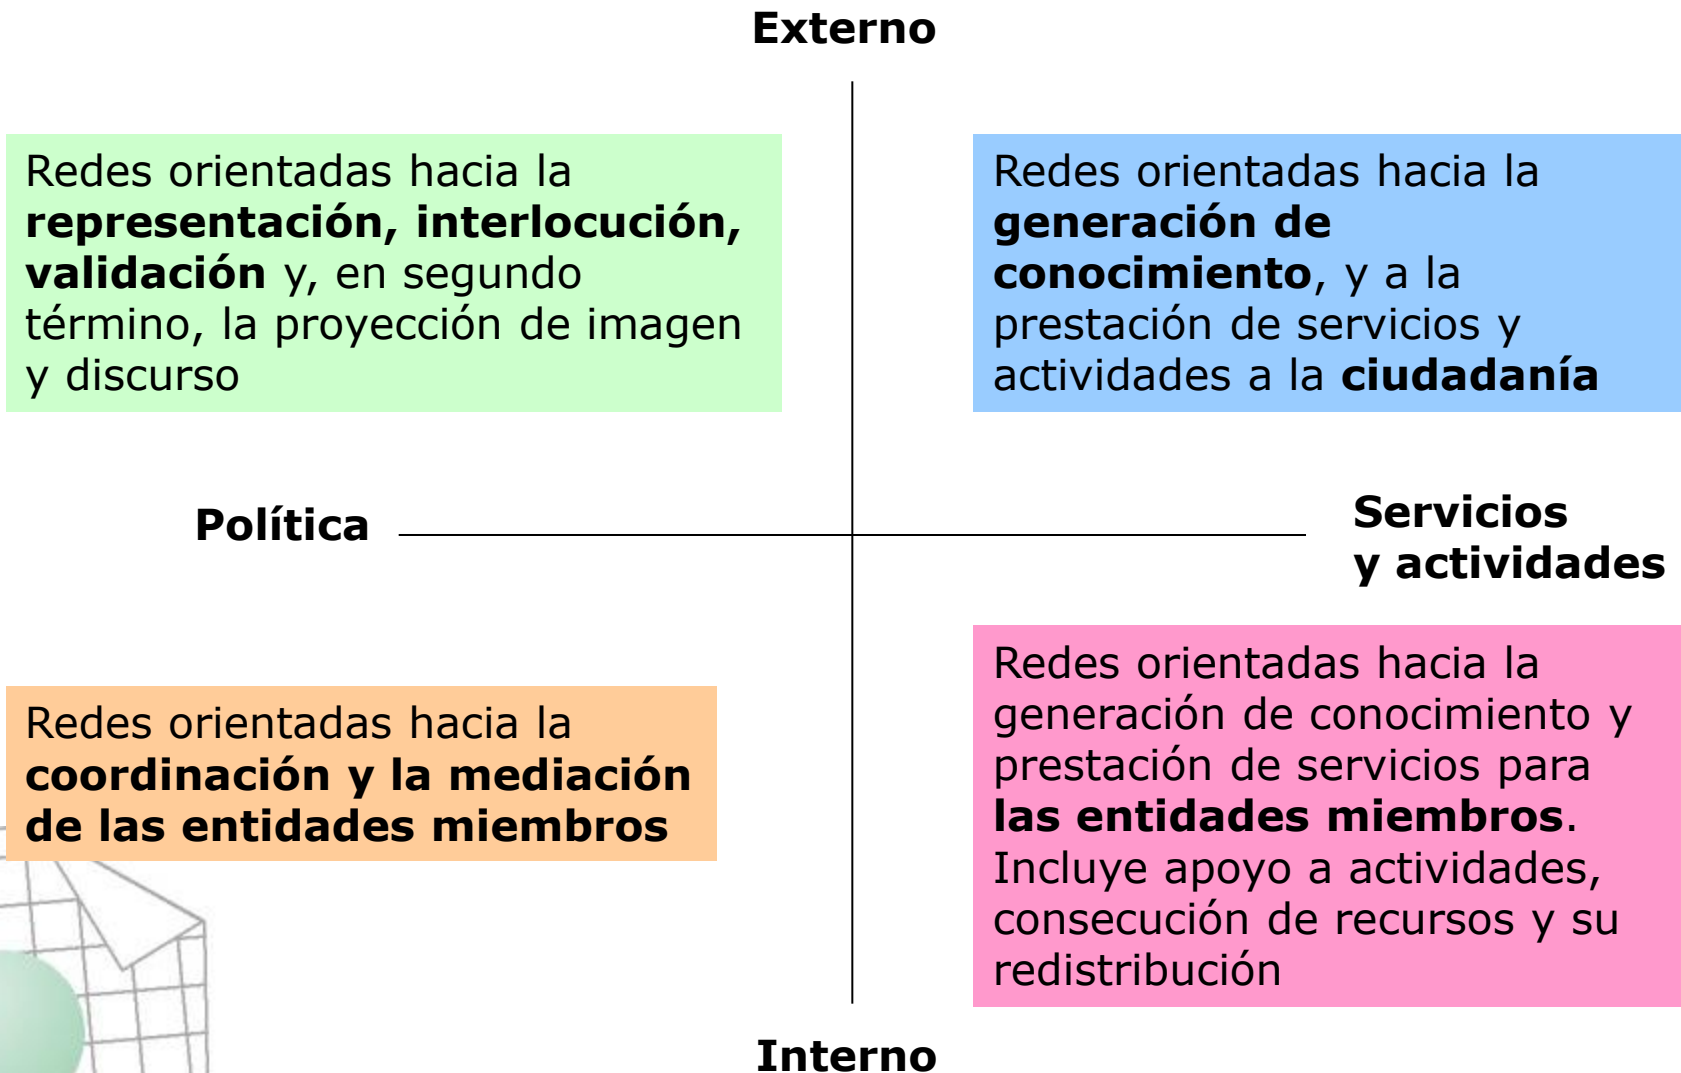 Externo
Redes orientadas hacia la
representación, interlocución,
validación y, en segundo
término, la proyección de imagen
y discurso
Redes orientadas hacia la
generación de
conocimiento, y a la
prestación de servicios y
actividades a la ciudadanía
Política
Servicios
y actividades
Redes orientadas hacia la
coordinación y la mediación
de las entidades miembros
Redes orientadas hacia la
generación de conocimiento y
prestación de servicios para
las entidades miembros.
Incluye apoyo a actividades,
consecución de recursos y su
redistribución
Interno